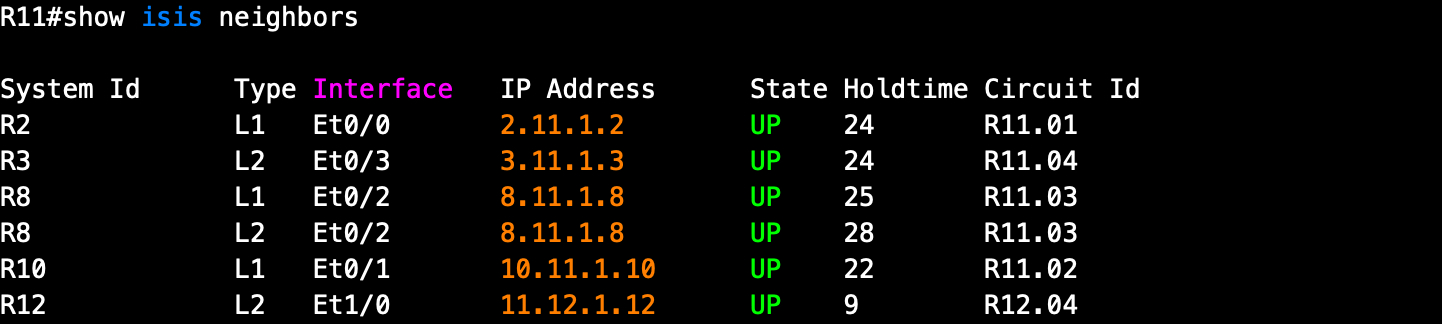 R11#show isis neighbors
System Id      Type Interface   IP Address      State Holdtime Circuit Id
R2             L1   Et0/0       2.11.1.2        UP    24       R11.01
R3             L2   Et0/3       3.11.1.3        UP    24       R11.04
R8             L1   Et0/2       8.11.1.8        UP    25       R11.03
R8             L2   Et0/2       8.11.1.8        UP    28       R11.03
R10            L1   Et0/1       10.11.1.10      UP    22       R11.02
R12            L2   Et1/0       11.12.1.12      UP    9        R12.04